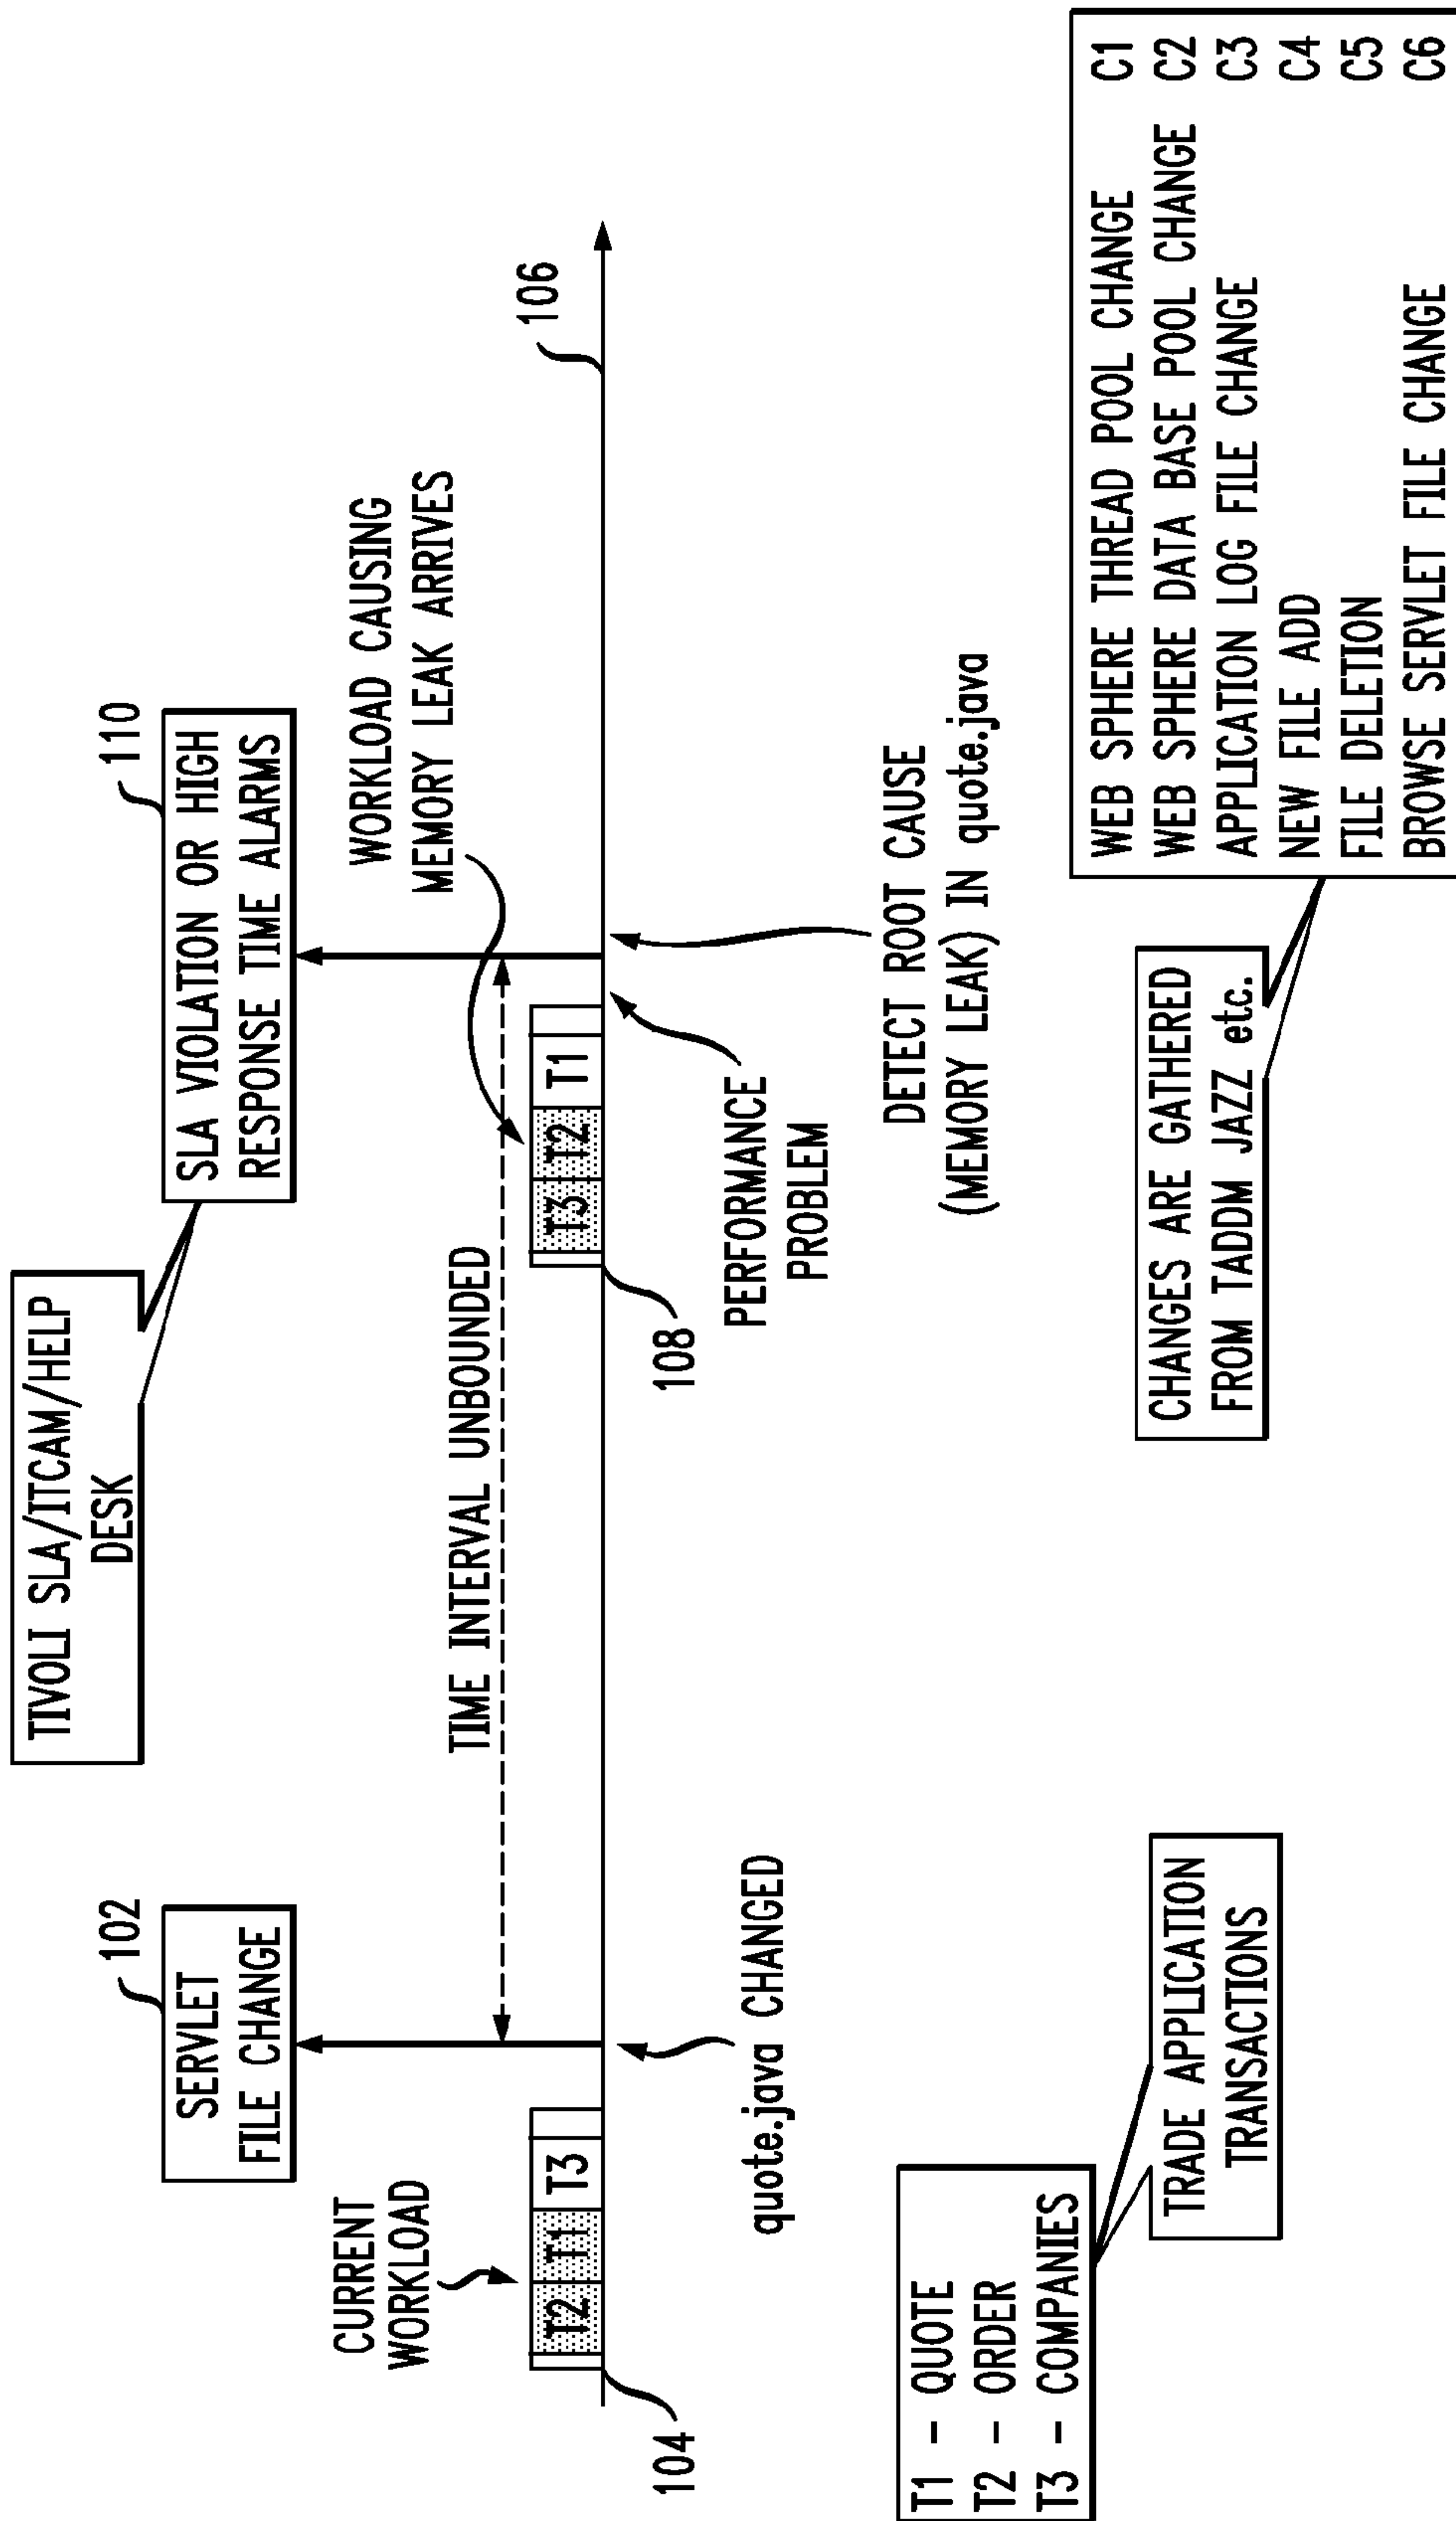 TIVOLI SLA/ITCAM/HELP
DESK
102
SERVLET
FILE CHANGE
110
SLA VIOLATION OR HIGH
RESPONSE TIME ALARMS
CURRENT
WORKLOAD
TIME INTERVAL UNBOUNDED
WORKLOAD CAUSING
MEMORY LEAK ARRIVES
106
T2 T1 T3
T3 T2 T1
104
108
quote.java CHANGED
PERFORMANCE
PROBLEM
DETECT ROOT CAUSE
(MEMORY LEAK) IN quote.java
T1 - QUOTE
T2 - ORDER
T3 - COMPANIES
TRADE APPLICATION
TRANSACTIONS
CHANGES ARE GATHERED
FROM TADDM JAZZ etc.
WEB SPHERE THREAD POOL CHANGE C1
WEB SPHERE DATA BASE POOL CHANGE C2
APPLICATION LOG FILE CHANGE C3
NEW FILE ADD C4
FILE DELETION C5
BROWSE SERVLET FILE CHANGE C6